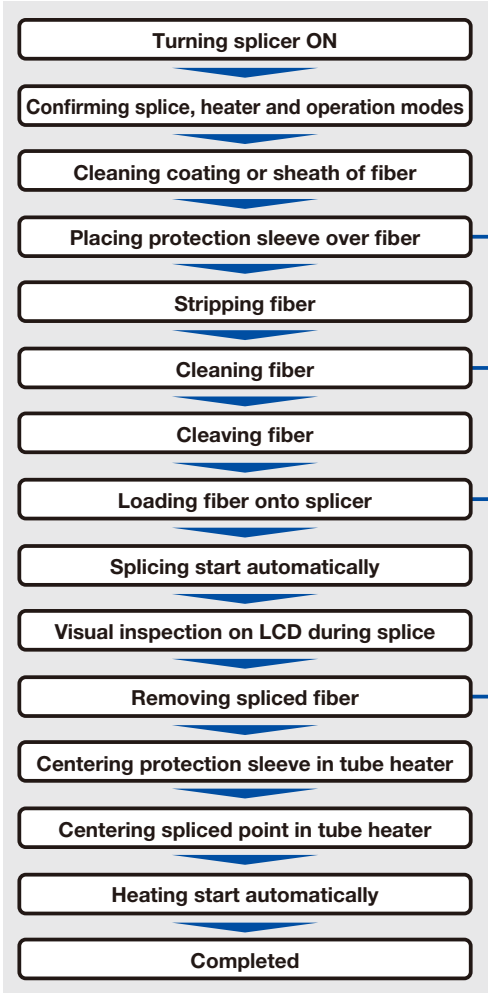 Turning splicer ON
Confirming splice, heater and operation modes
Cleaning coating or sheath of fiber
Placing protection sleeve over fiber
Stripping fiber
Cleaning fiber
Cleaving fiber
Loading fiber onto splicer
Splicing start automatically
Visual inspection on LCD during splice
Removing spliced fiber
Centering protection sleeve in tube heater
Centering spliced point in tube heater
Heating start automatically
Completed